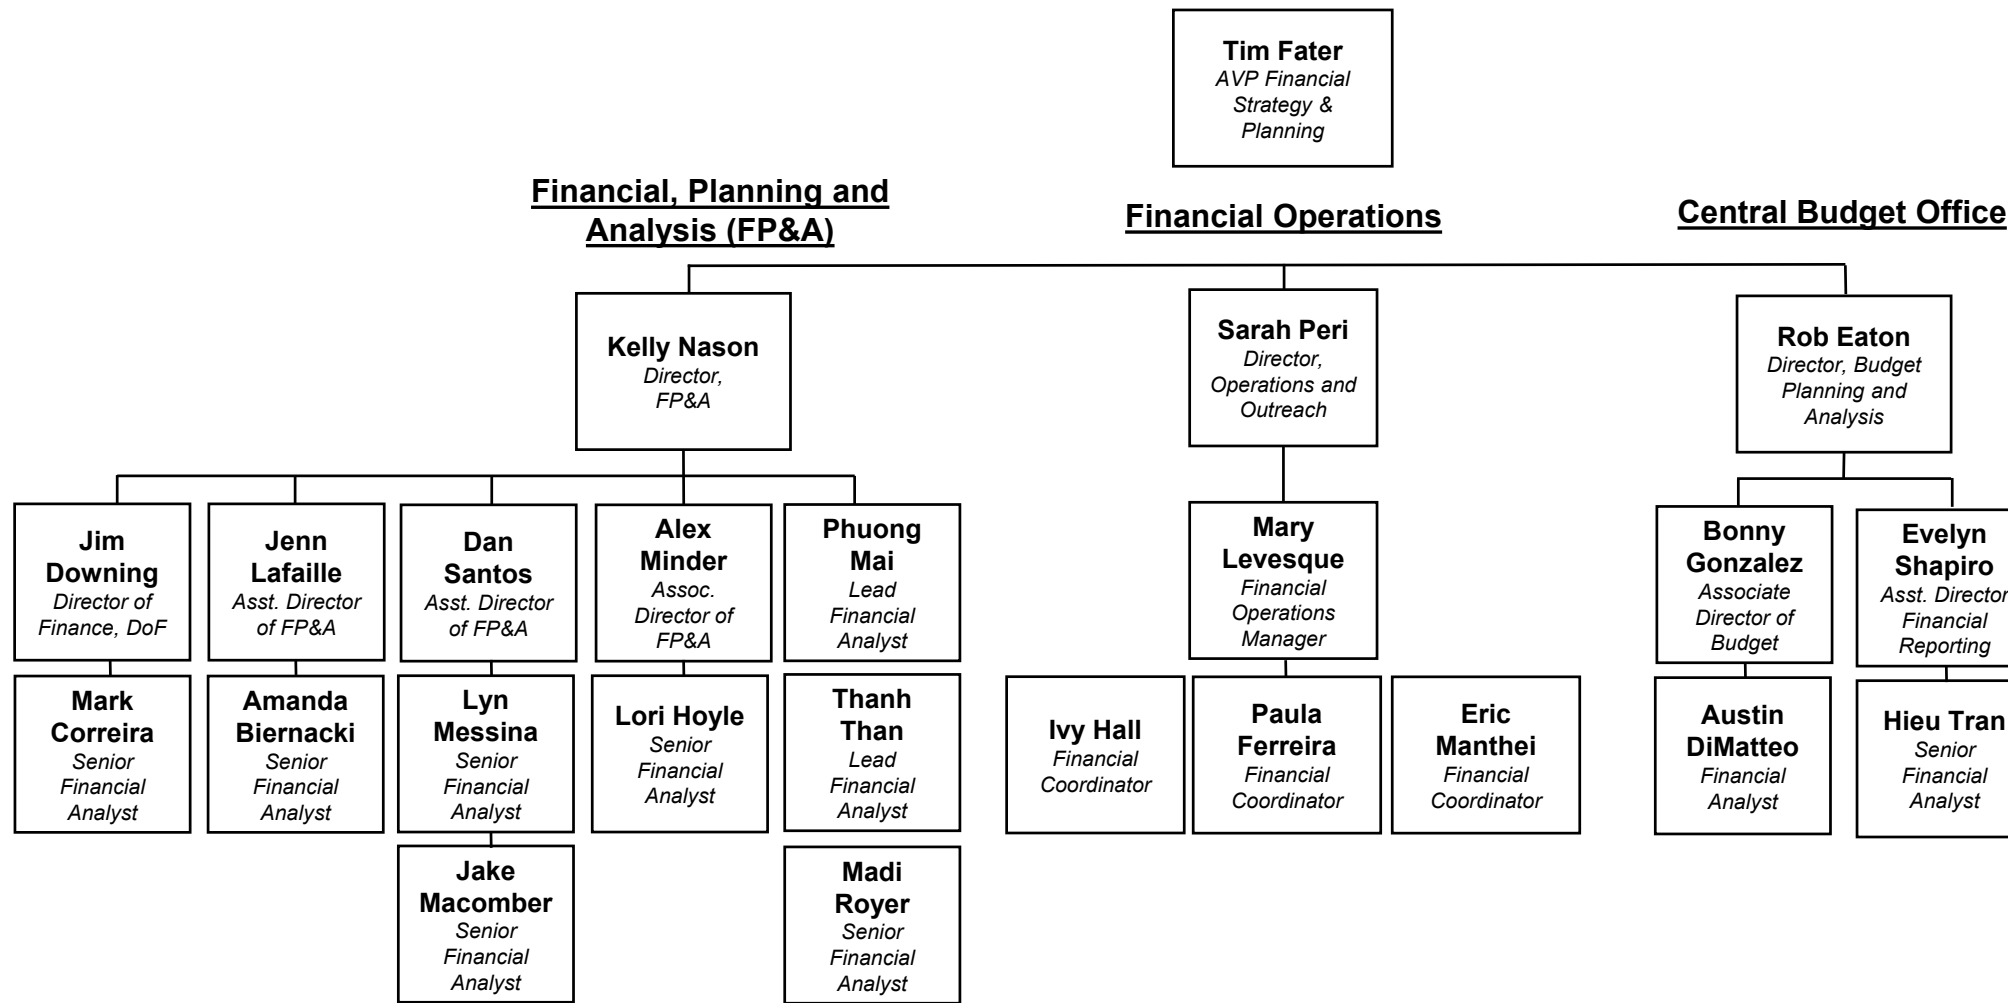 Tim Fater
AVP Financial
Strategy &
Planning
Financial, Planning and
Analysis (FP&A)
Financial Operations
Central Budget Office
Kelly Nason
Director,
FP&A
Sarah Peri
Director,
Operations and
Outreach
Rob Eaton
Director, Budget
Planning and
Analysis
Jim
Downing
Director of
Finance, DoF
Jenn
Lafaille
Asst. Director
of FP&A
Dan
Santos
Asst. Director
of FP&A
Alex
Minder
Assoc.
Director of
FP&A
Phuong
Mai
Lead
Financial
Analyst
Mary
Levesque
Financial
Operations
Manager
Bonny
Gonzalez
Associate
Director of
Budget
Evelyn
Shapiro
Asst. Director
Financial
Reporting
Mark
Correira
Senior
Financial
Analyst
Amanda
Biernacki
Senior
Financial
Analyst
Lyn
Messina
Senior
Financial
Analyst
Lori Hoyle
Senior
Financial
Analyst
Thanh
Than
Lead
Financial
Analyst
Ivy Hall
Financial
Coordinator
Paula
Ferreira
Financial
Coordinator
Eric
Manthei
Financial
Coordinator
Austin
DiMatteo
Financial
Analyst
Hieu Tran
Senior
Financial
Analyst
Jake
Macomber
Senior
Financial
Analyst
Madi
Royer
Senior
Financial
Analyst